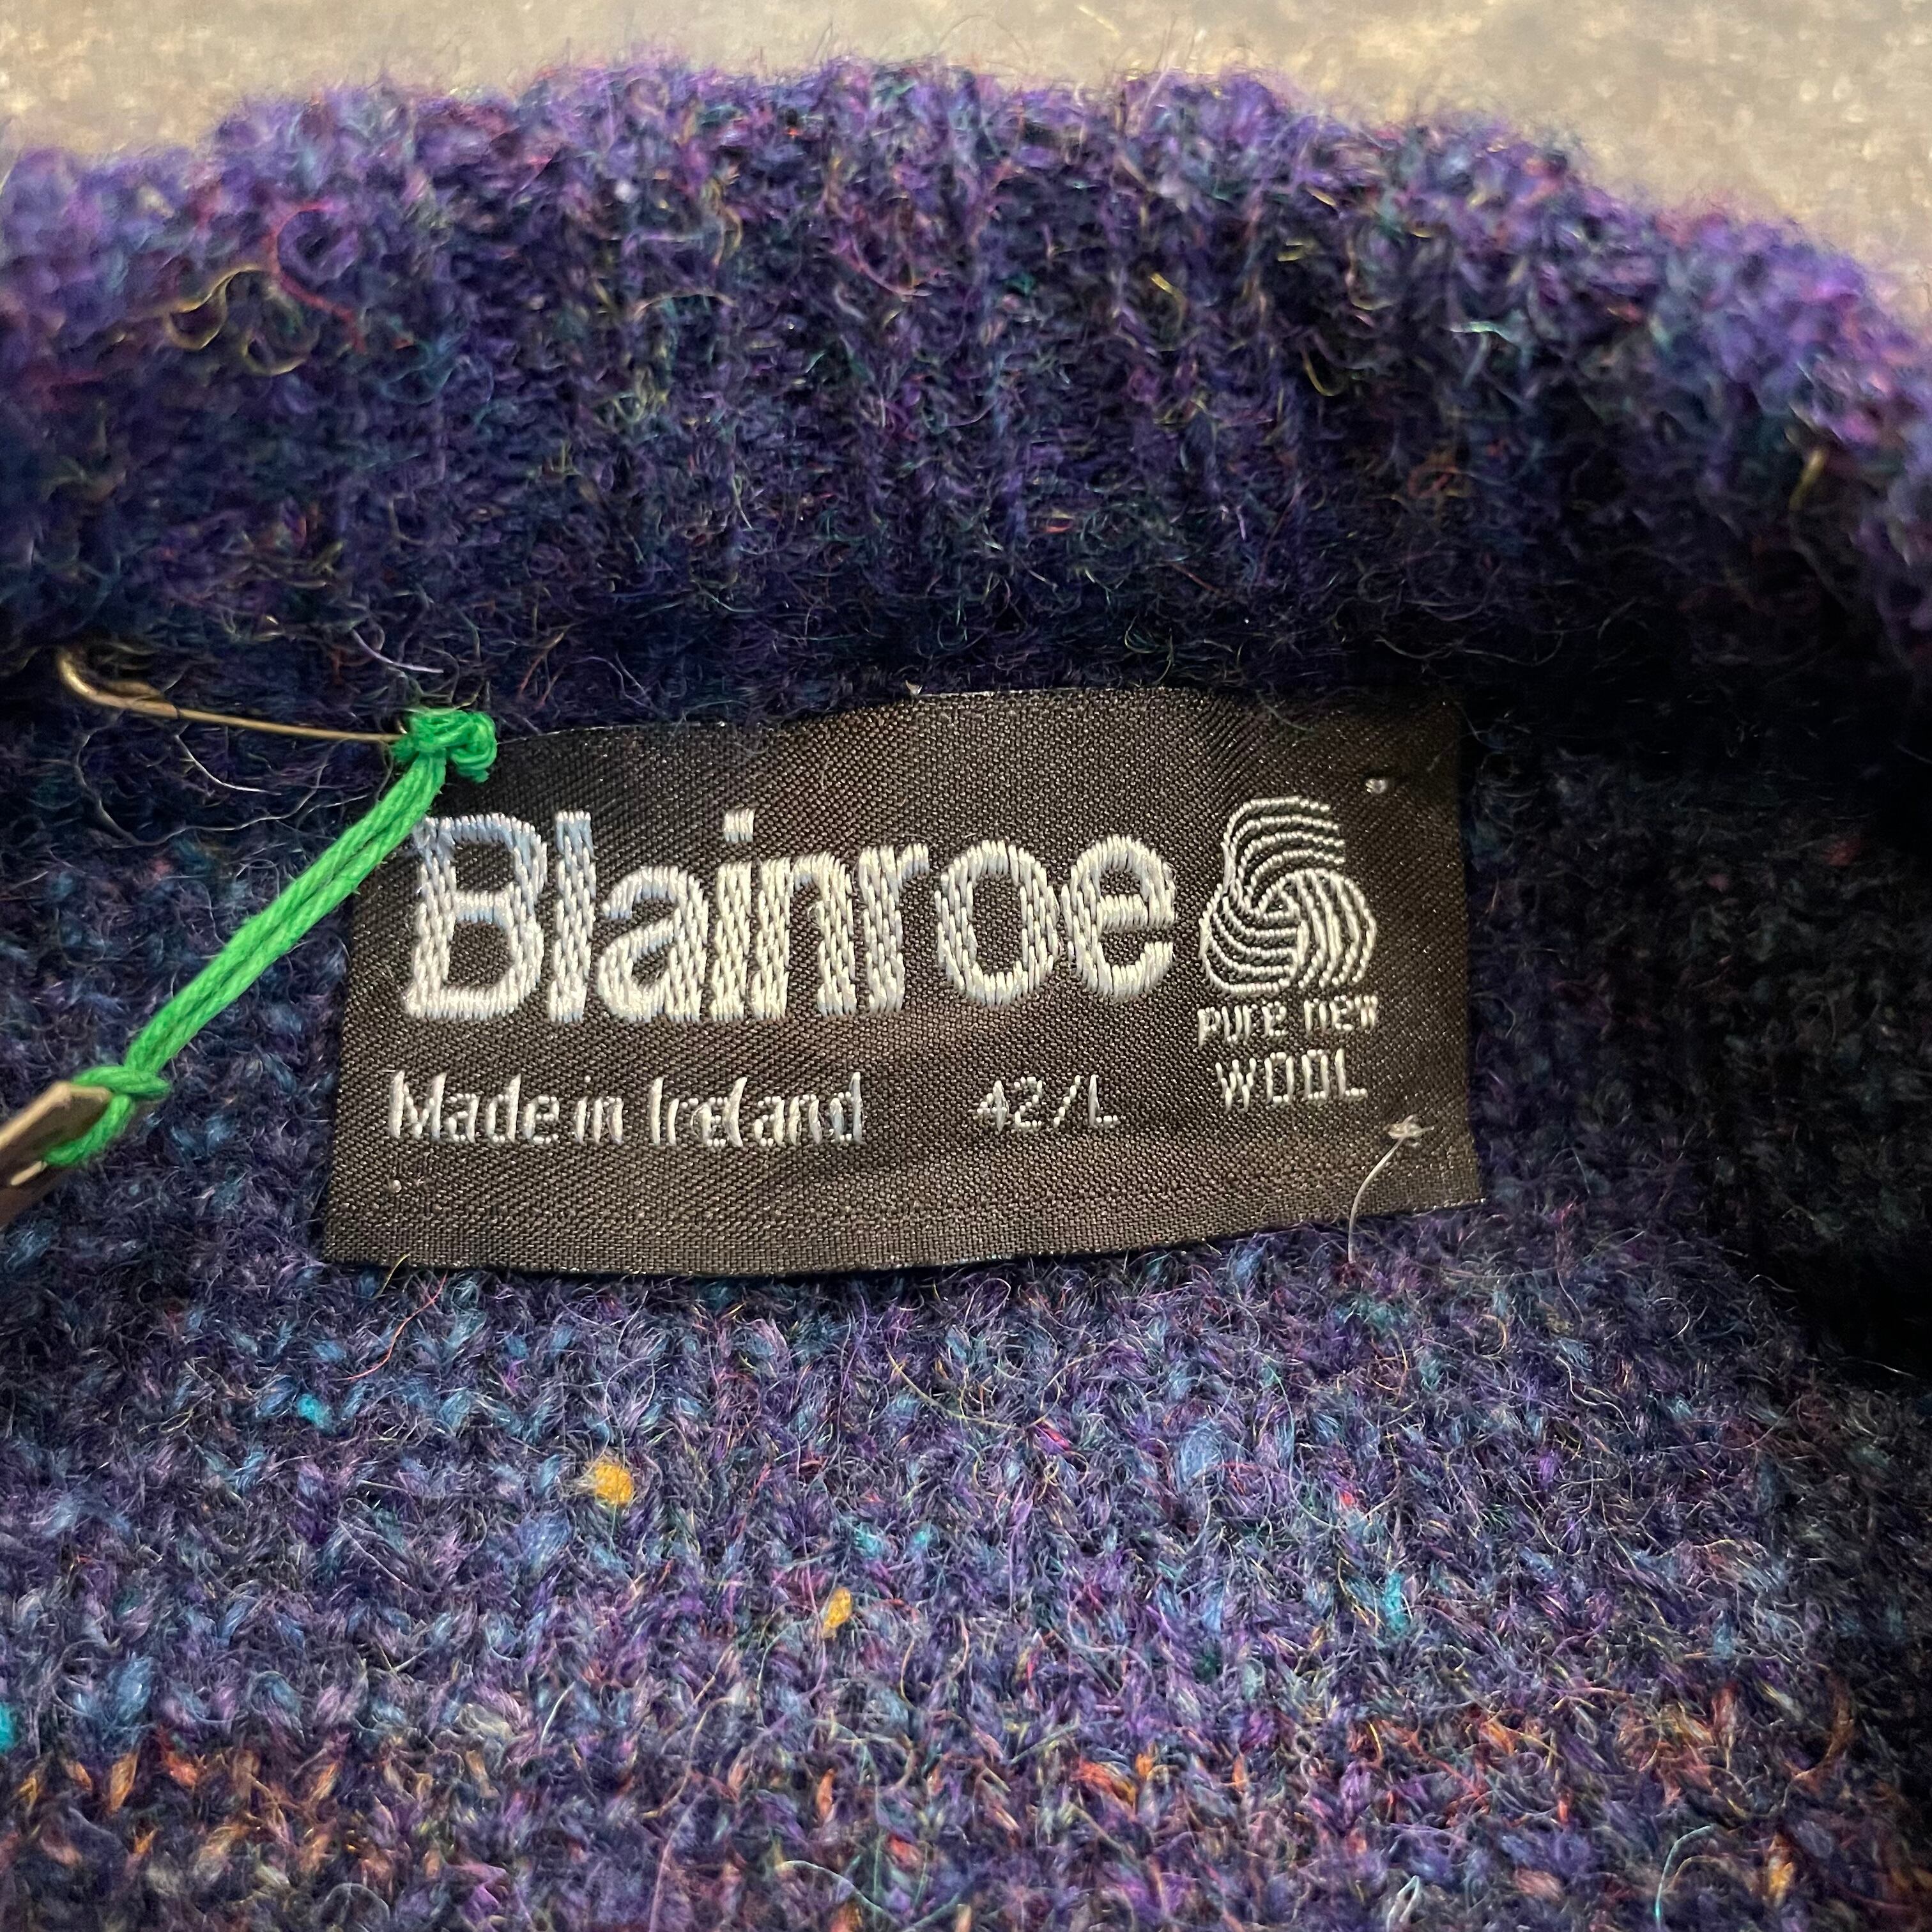 Blainroe
pure new
WOOL
Made in Ireland 42/L